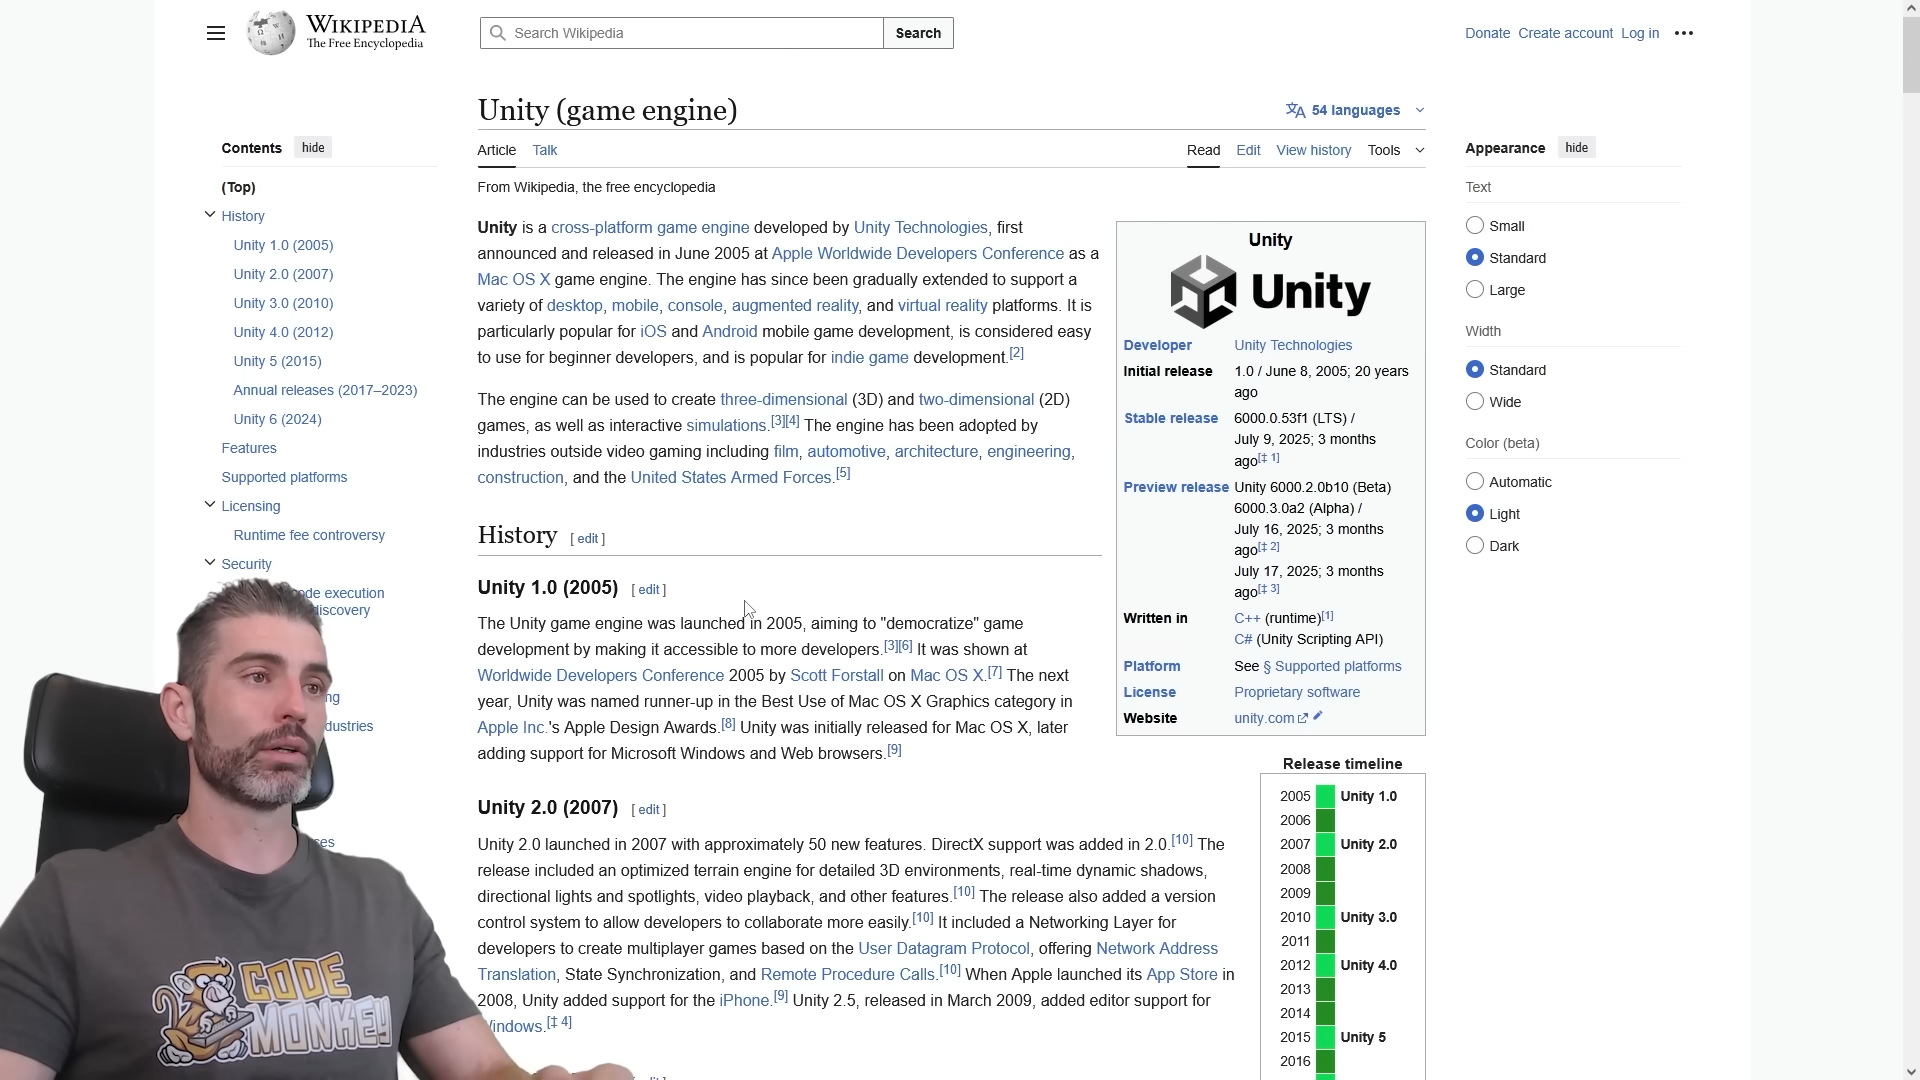 WIKIPEDIA
The Free Encyclopedia
Search Wikipedia
Search
Donate Create account Log in
Unity (game engine)
54 languages
Contents hide
(Top)
History
Unity 1.0 (2005)
Unity 2.0 (2007)
Unity 3.0 (2010)
Unity 4.0 (2012)
Unity 5 (2015)
Annual releases (2017–2023)
Unity 6 (2024)
Features
Supported platforms
Licensing
Runtime fee controversy
Security
ode execution
discovery
ng
dustries
ces
Article Talk
Read Edit View history Tools
From Wikipedia, the free encyclopedia
Unity is a cross-platform game engine developed by Unity Technologies, first
announced and released in June 2005 at Apple Worldwide Developers Conference as a
Mac OS X game engine. The engine has since been gradually extended to support a
variety of desktop, mobile, console, augmented reality, and virtual reality platforms. It is
particularly popular for iOS and Android mobile game development, is considered easy
to use for beginner developers, and is popular for indie game development.[2]
The engine can be used to create three-dimensional (3D) and two-dimensional (2D)
games, as well as interactive simulations.[3][4] The engine has been adopted by
industries outside video gaming including film, automotive, architecture, engineering,
construction, and the United States Armed Forces.[5]
History [ edit ]
Unity 1.0 (2005) [ edit ]
The Unity game engine was launched in 2005, aiming to "democratize" game
development by making it accessible to more developers.[3][6] It was shown at
Worldwide Developers Conference 2005 by Scott Forstall on Mac OS X.[7] The next
year, Unity was named runner-up in the Best Use of Mac OS X Graphics category in
Apple Inc.'s Apple Design Awards.[8] Unity was initially released for Mac OS X, later
adding support for Microsoft Windows and Web browsers.[9]
Unity 2.0 (2007) [ edit ]
Unity 2.0 launched in 2007 with approximately 50 new features. DirectX support was added in 2.0.[10] The
release included an optimized terrain engine for detailed 3D environments, real-time dynamic shadows,
directional lights and spotlights, video playback, and other features.[10] The release also added a version
control system to allow developers to collaborate more easily.[10] It included a Networking Layer for
developers to create multiplayer games based on the User Datagram Protocol, offering Network Address
Translation, State Synchronization, and Remote Procedure Calls.[10] When Apple launched its App Store in
2008, Unity added support for the iPhone.[9] Unity 2.5, released in March 2009, added editor support for
Windows.[‡ 4]
Unity
Unity
Developer Unity Technologies
Initial release 1.0 / June 8, 2005; 20 years
ago
Stable release 6000.0.53f1 (LTS) /
July 9, 2025; 3 months
ago[‡ 1]
Preview release Unity 6000.2.0b10 (Beta)
6000.3.0a2 (Alpha) /
July 16, 2025; 3 months
ago[‡ 2]
July 17, 2025; 3 months
ago[‡ 3]
Written in C++ (runtime)[1]
C# (Unity Scripting API)
Platform See § Supported platforms
License Proprietary software
Website unity.com
Release timeline
2005 Unity 1.0
2006
2007 Unity 2.0
2008
2009
2010 Unity 3.0
2011
2012 Unity 4.0
2013
2014
2015 Unity 5
2016
Appearance hide
Text
Small
Standard
Large
Width
Standard
Wide
Color (beta)
Automatic
Light
Dark
CODE
MONKEY